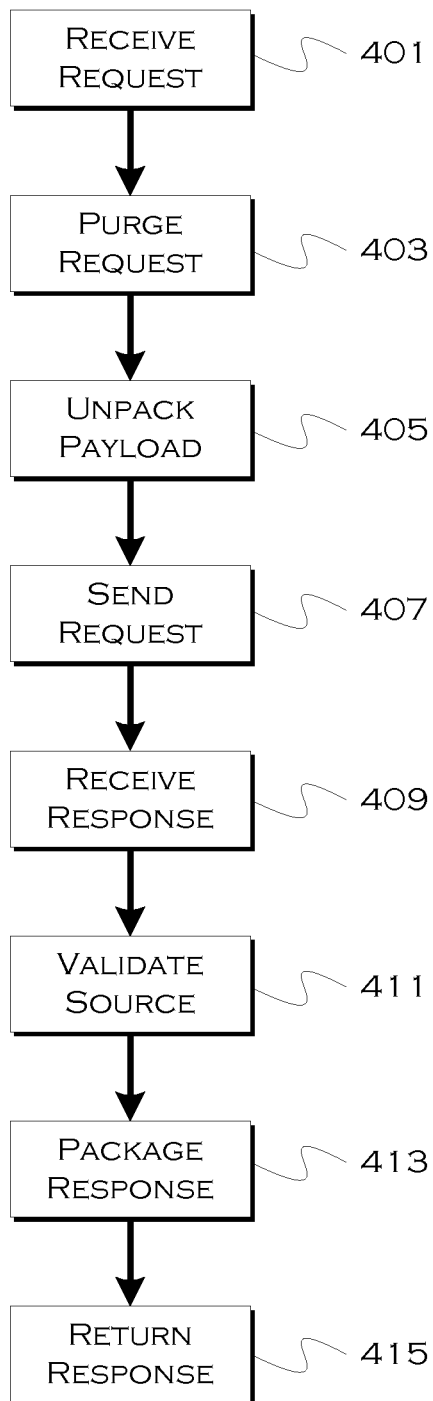 RECEIVE
REQUEST
401
PURGE
REQUEST
403
UNPACK
PAYLOAD
405
SEND
REQUEST
407
RECEIVE
RESPONSE
409
VALIDATE
SOURCE
411
PACKAGE
RESPONSE
413
RETURN
RESPONSE
415